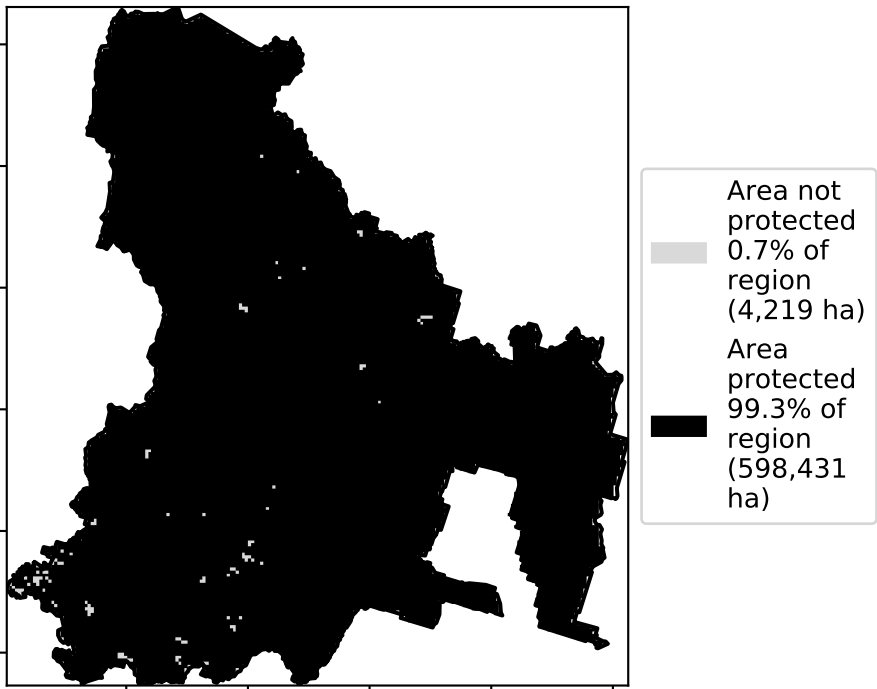 Area not
protected
0.7% of
region
(4,219 ha)
Area
protected
99.3% of
region
(598,431
ha)